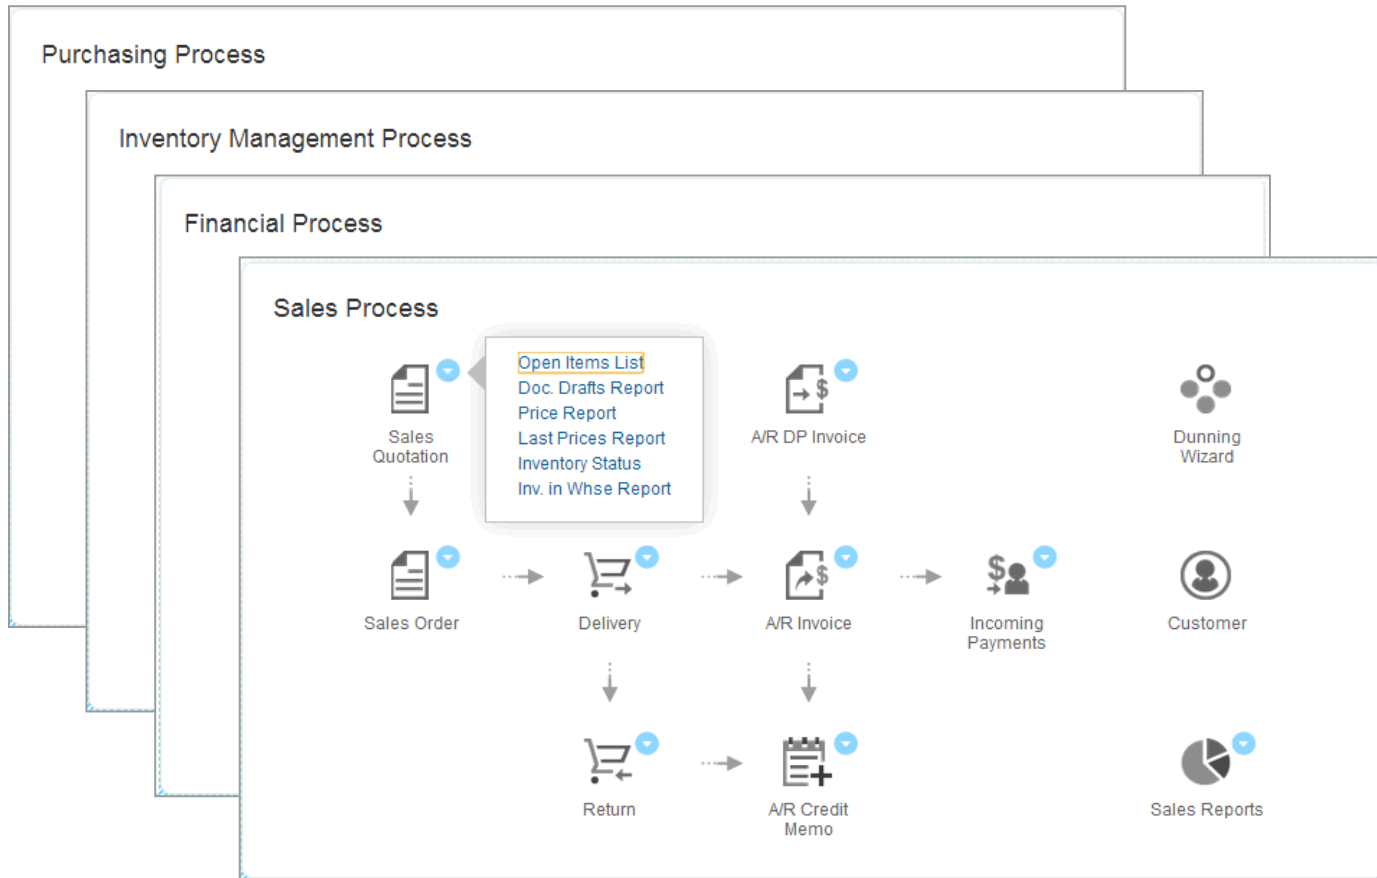 Purchasing Process
Inventory Management Process
Financial Process
Sales Process
Open Items List
Doc. Drafts Report
Price Report
Last Prices Report
Inventory Status
Inv. in Whse Report
Sales
Quotation
A/R DP Invoice
Dunning
Wizard
Sales Order
Delivery
A/R Invoice
Incoming
Payments
Customer
Return
A/R Credit
Memo
Sales Reports